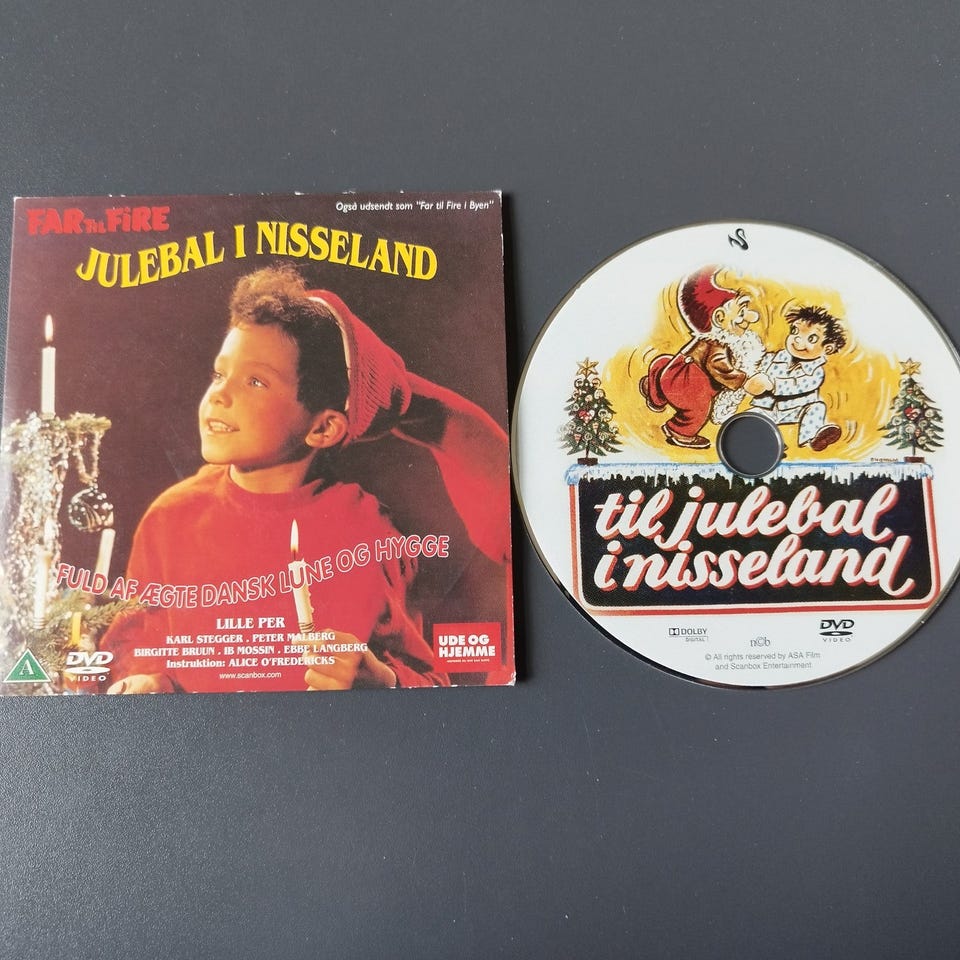 FAR TIL FIRE
Også udsendt som "Far til Fire i Byen"
JULEBAL I NISSELAND
FULD AF ÆGTE DANSK LUNE OG HYGGE
LILLE PER
KARL STEGGER . PETER MALBERG
BIRGITTE BRUUN . IB MOSSIN . EBBE LANGBERG
Instruktion: ALICE O'FREDERICKS
www.scanbox.com
A
DVD
VIDEO
UDE OG
HJEMME
til julebal
i nisseland
DOLBY
DIGITAL
n©b
DVD
VIDEO
© All rights reserved by ASA Film
and Scanbox Entertainment